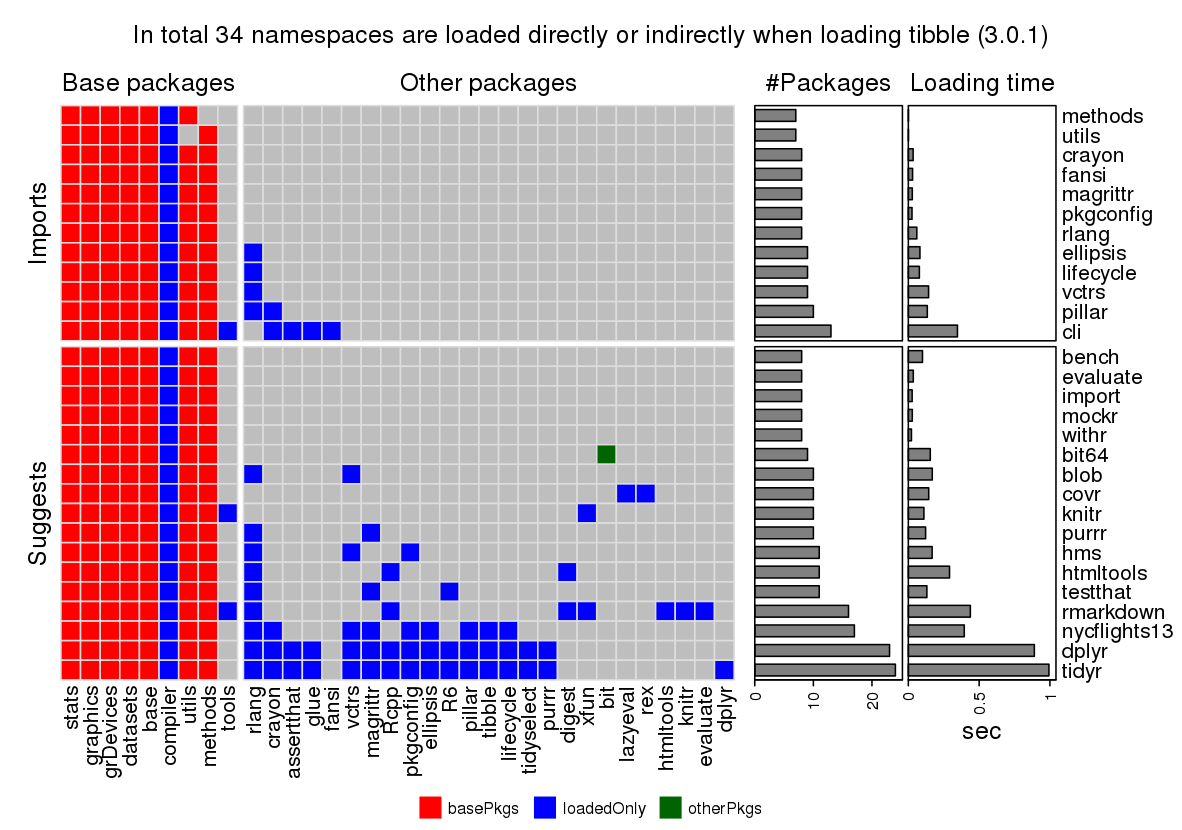 In total 34 namespaces are loaded directly or indirectly when loading tibble (3.0.1)
Base packages
Other packages
#Packages
Loading time
Imports
methods
utils
crayon
fansi
magrittr
pkgconfig
rlang
ellipsis
lifecycle
vctrs
pillar
cli
Suggests
bench
evaluate
import
mockr
withr
bit64
blob
covr
knitr
purrr
hms
htmltools
testthat
rmarkdown
nycflights13
dplyr
tidyr
stats
graphics
grDevices
datasets
base
compiler
utils
methods
tools
rlang
crayon
assertthat
glue
fansi
vctrs
magrittr
Rcpp
pkgconfig
ellipsis
R6
pillar
tibble
lifecycle
tidyselect
purrr
digest
xfun
bit
lazyeval
rex
htmltools
knitr
evaluate
dplyr
0
10
20
0
0.5
1
sec
basePkgs
loadedOnly
otherPkgs